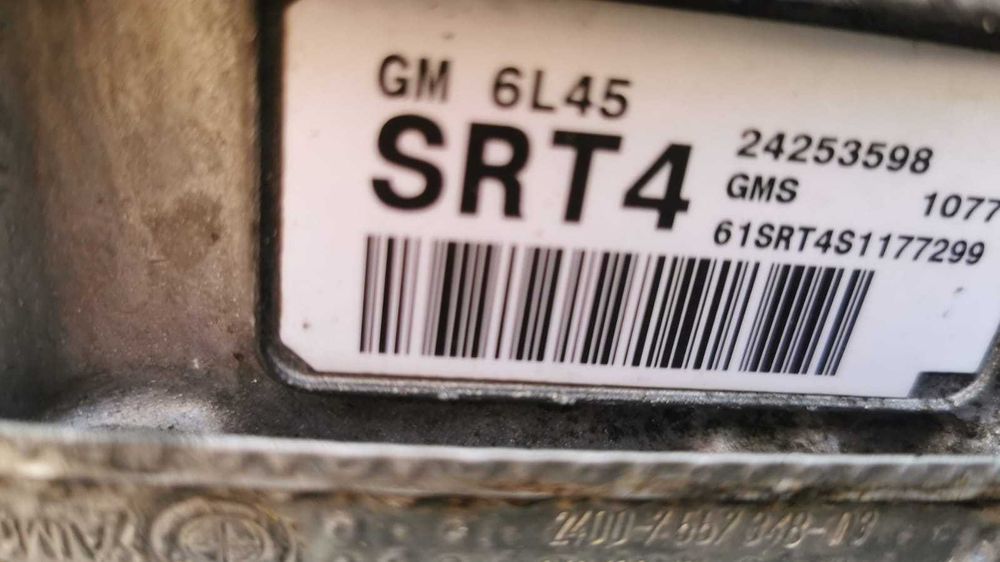 GM 6L45
SRT4
24253598
GMS 1077
61SRT4S1177299